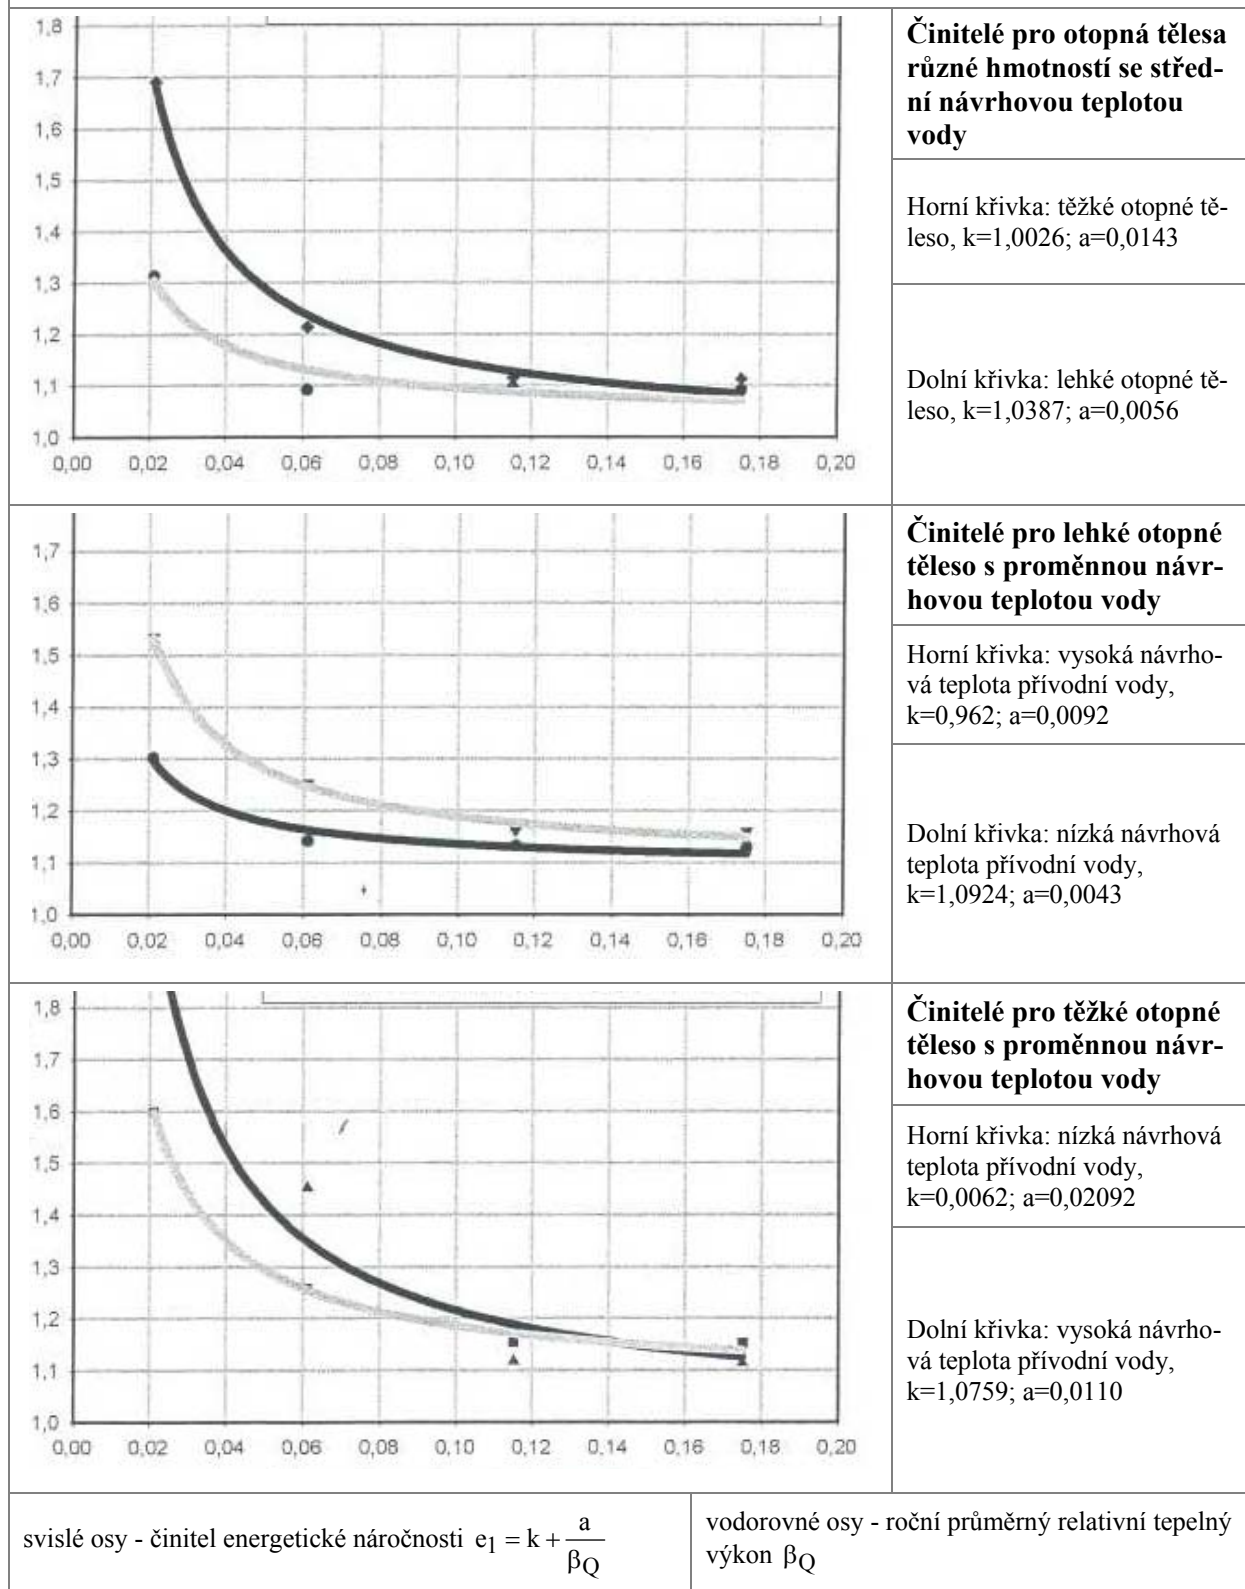 1,8
1,7
1,6
1,5
1,4
1,3
1,2
1,1
1,0
0,00 0,02 0,04 0,06 0,08 0,10 0,12 0,14 0,16 0,18 0,20
Činitelé pro otopná tělesa
různé hmotností se střed-
ní návrhovou teplotou
vody
Horní křivka: těžké otopné tě-
leso, k=1,0026; a=0,0143
Dolní křivka: lehké otopné tě-
leso, k=1,0387; a=0,0056
1,7
1,6
1,5
1,4
1,3
1,2
1,1
1,0
0,00 0,02 0,04 0,06 0,08 0,10 0,12 0,14 0,16 0,18 0,20
Činitelé pro lehké otopné
těleso s proměnnou návr-
hovou teplotou vody
Horní křivka: vysoká návrho-
vá teplota přívodní vody,
k=0,962; a=0,0092
Dolní křivka: nízká návrhová
teplota přívodní vody,
k=1,0924; a=0,0043
1,8
1,7
1,6
1,5
1,4
1,3
1,2
1,1
1,0
0,00 0,02 0,04 0,06 0,08 0,10 0,12 0,14 0,16 0,18 0,20
Činitelé pro těžké otopné
těleso s proměnnou návr-
hovou teplotou vody
Horní křivka: nízká návrhová
teplota přívodní vody,
k=0,0062; a=0,02092
Dolní křivka: vysoká návrho-
vá teplota přívodní vody,
k=1,0759; a=0,0110
svislé osy - činitel energetické náročnosti e₁ = k + a/β_Q
vodorovné osy - roční průměrný relativní tepelný
výkon β_Q